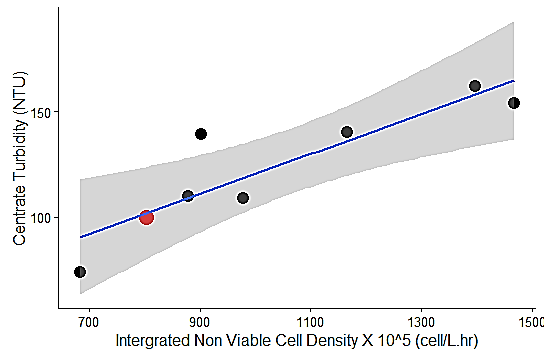 Centrate Turbidity (NTU)
150
100
700 900 1100 1300 1500
Intergrated Non Viable Cell Density X 10^5 (cell/L.hr)